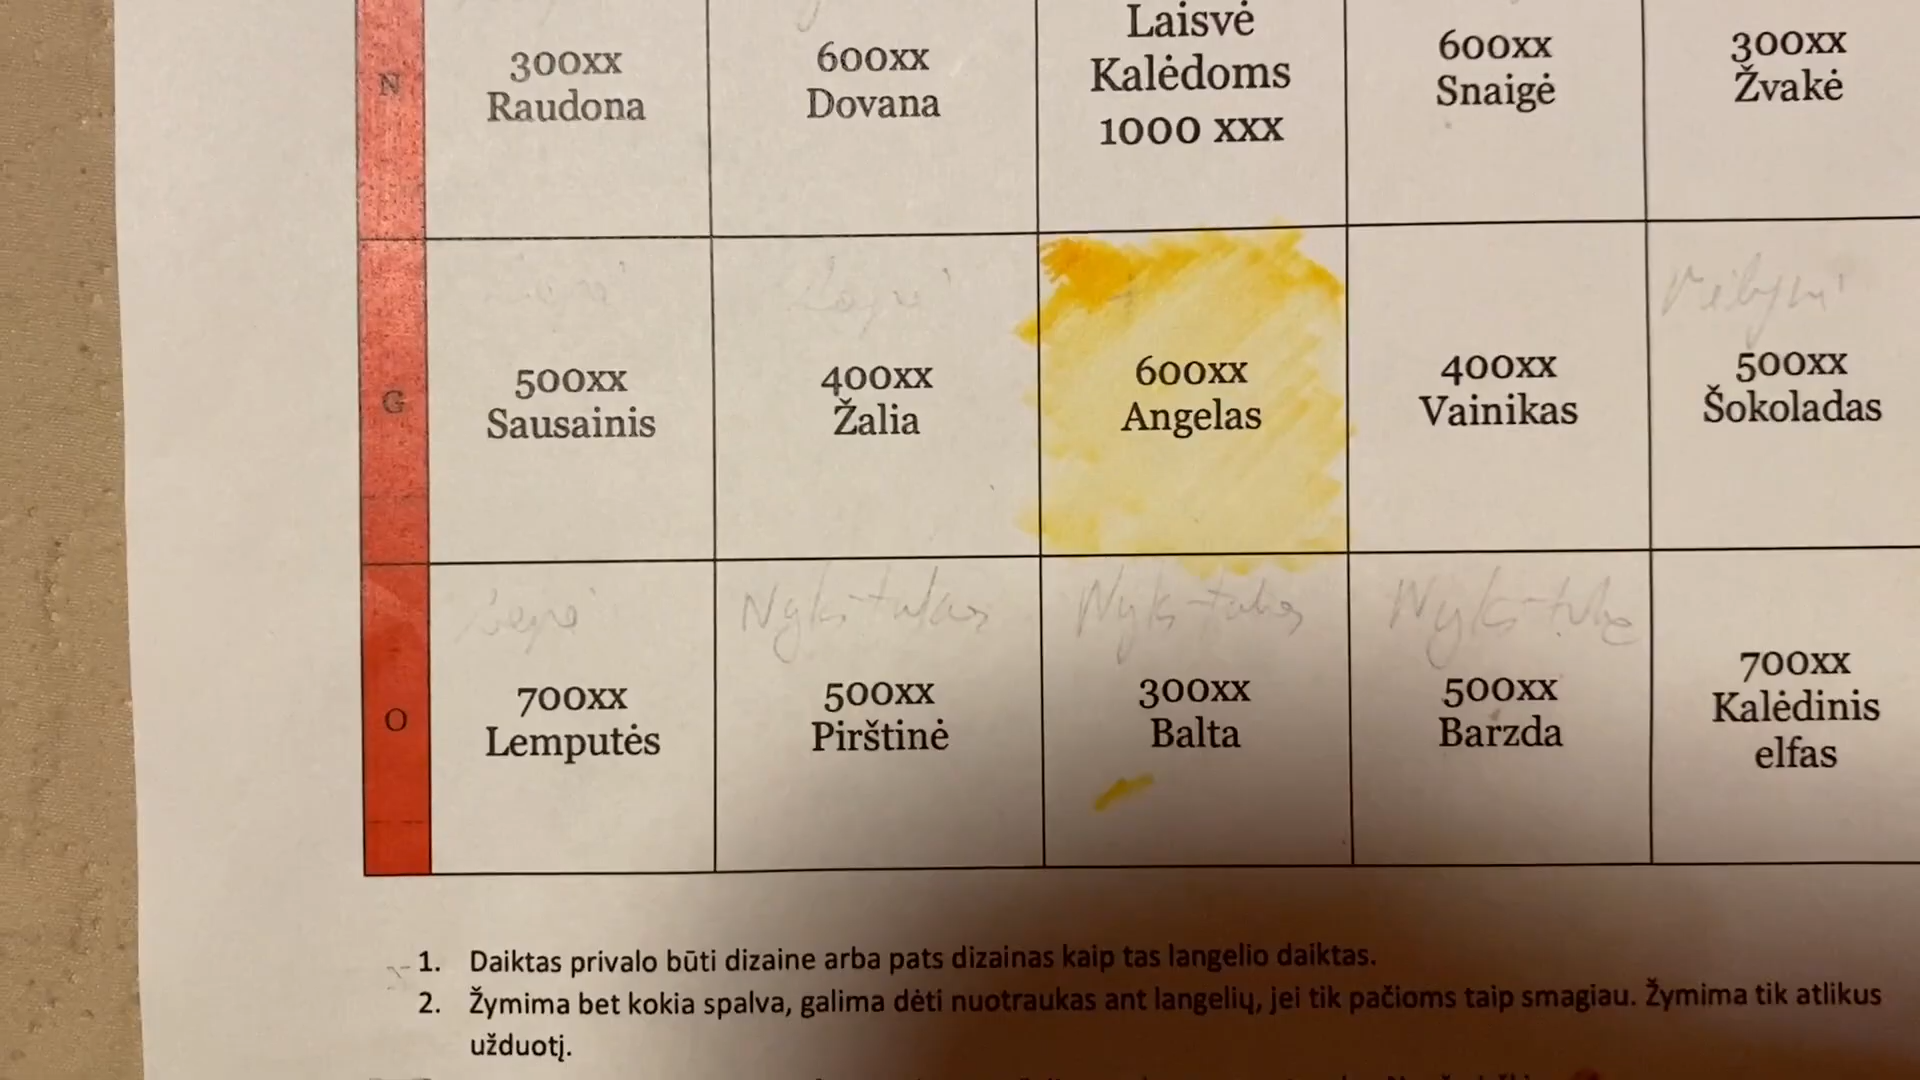 N
300xx
Raudona
600xx
Dovana
Laisvė
Kalėdoms
1000 xxx
600xx
Snaigė
300xx
Žvakė
G
500xx
Sausainis
400xx
Žalia
600xx
Angelas
400xx
Vainikas
500xx
Šokoladas
O
700xx
Lemputės
Nykštukas
500xx
Pirštinė
300xx
Balta
500xx
Barzda
700xx
Kalėdinis
elfas
1. Daiktas privalo būti dizaine arba pats dizainas kaip tas langelio daiktas.
2. Žymima bet kokia spalva, galima dėti nuotraukas ant langelių, jei tik pačioms taip smagiau. Žymima tik atlikus
užduotį.